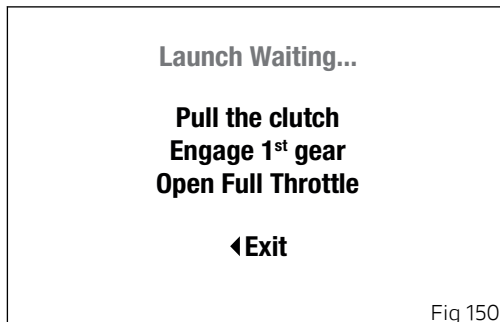 Launch Waiting...
Pull the clutch
Engage 1st gear
Open Full Throttle
Exit
Fig 150